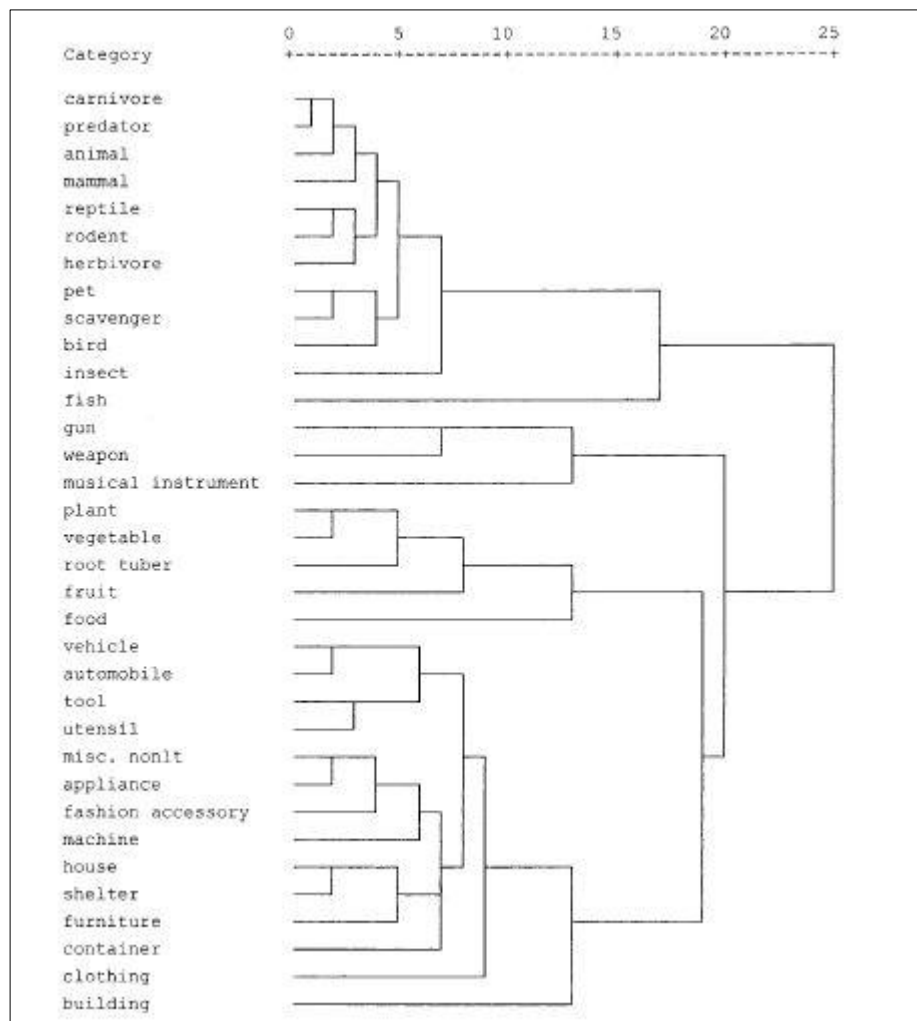 0 5 10 15 20 25
Category
carnivore
predator
animal
mammal
reptile
rodent
herbivore
pet
scavenger
bird
insect
fish
gun
weapon
musical instrument
plant
vegetable
root tuber
fruit
food
vehicle
automobile
tool
utensil
misc. nonlt
appliance
fashion accessory
machine
house
shelter
furniture
container
clothing
building